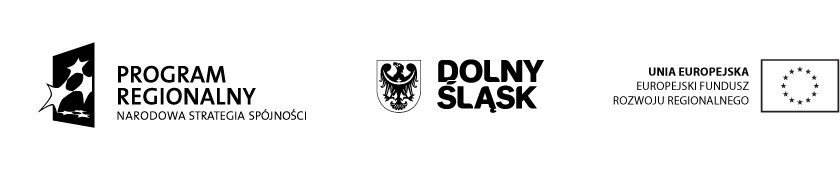 PROGRAM
REGIONALNY
NARODOWA STRATEGIA SPÓJNOŚCI
DOLNY
ŚLĄSK
UNIA EUROPEJSKA
EUROPEJSKI FUNDUSZ
ROZWOJU REGIONALNEGO